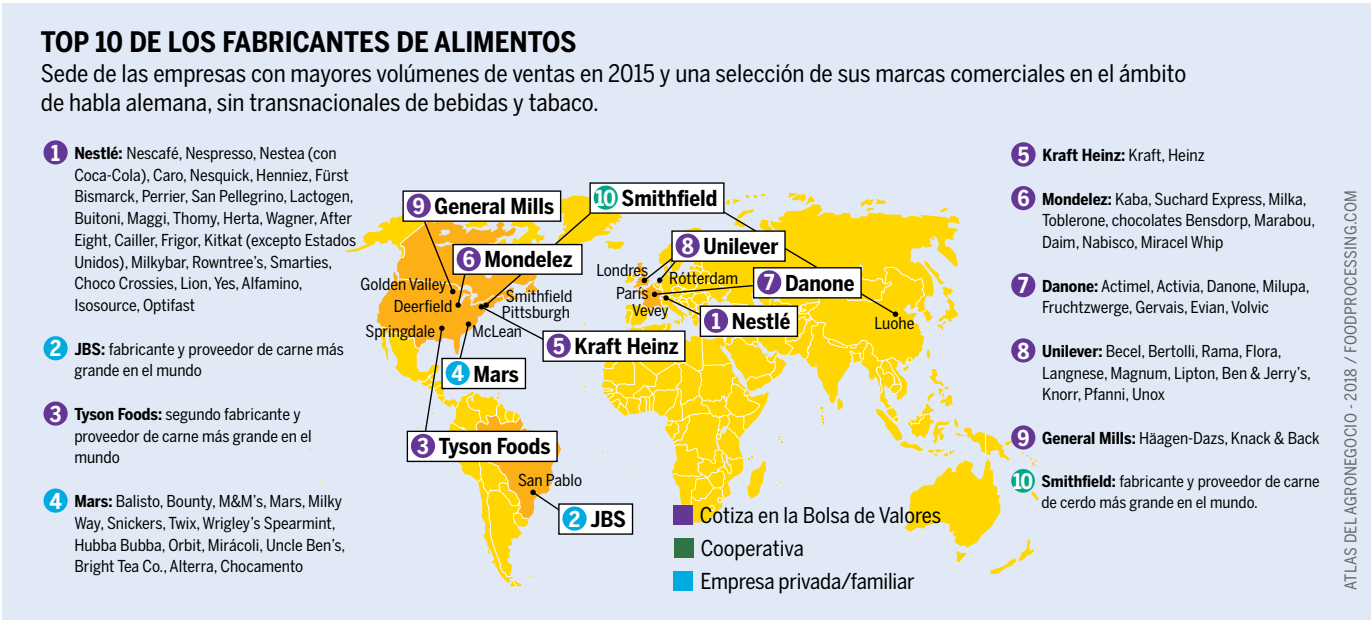 TOP 10 DE LOS FABRICANTES DE ALIMENTOS
Sede de las empresas con mayores volúmenes de ventas en 2015 y una selección de sus marcas comerciales en el ámbito
de habla alemana, sin transnacionales de bebidas y tabaco.
1 Nestlé: Nescafé, Nespresso, Nestea (con
Coca-Cola), Caro, Nesquick, Henniez, Fürst
Bismarck, Perrier, San Pellegrino, Lactogen,
Buitoni, Maggi, Thomy, Herta, Wagner, After
Eight, Cailler, Frigor, Kitkat (excepto Estados
Unidos), Milkybar, Rowntree's, Smarties,
Choco Crossies, Lion, Yes, Alfamino,
Isosource, Optifast
2 JBS: fabricante y proveedor de carne más
grande en el mundo
3 Tyson Foods: segundo fabricante y
proveedor de carne más grande en el
mundo
4 Mars: Balisto, Bounty, M&M's, Mars, Milky
Way, Snickers, Twix, Wrigley's Spearmint,
Hubba Bubba, Orbit, Mirácoli, Uncle Ben's,
Bright Tea Co., Alterra, Chocamento
9 General Mills
10 Smithfield
6 Mondelez
8 Unilever
Londres
Rótterdam
7 Danone
Golden Valley
Deerfield
Smithfield
Pittsburgh
París
Vevey
1 Nestlé
Luohe
Springdale
McLean
5 Kraft Heinz
4 Mars
3 Tyson Foods
San Pablo
2 JBS
Cotiza en la Bolsa de Valores
Cooperativa
Empresa privada/familiar
5 Kraft Heinz: Kraft, Heinz
6 Mondelez: Kaba, Suchard Express, Milka,
Toblerone, chocolates Bensdorp, Marabou,
Daim, Nabisco, Miracel Whip
7 Danone: Actimel, Activia, Danone, Milupa,
Fruchtzwerge, Gervais, Evian, Volvic
8 Unilever: Becel, Bertolli, Rama, Flora,
Langnese, Magnum, Lipton, Ben & Jerry's,
Knorr, Pfanni, Unox
9 General Mills: Häagen-Dazs, Knack & Back
10 Smithfield: fabricante y proveedor de carne
de cerdo más grande en el mundo.
ATLAS DEL AGRONEGOCIO - 2018 / FOODPROCESSING.COM